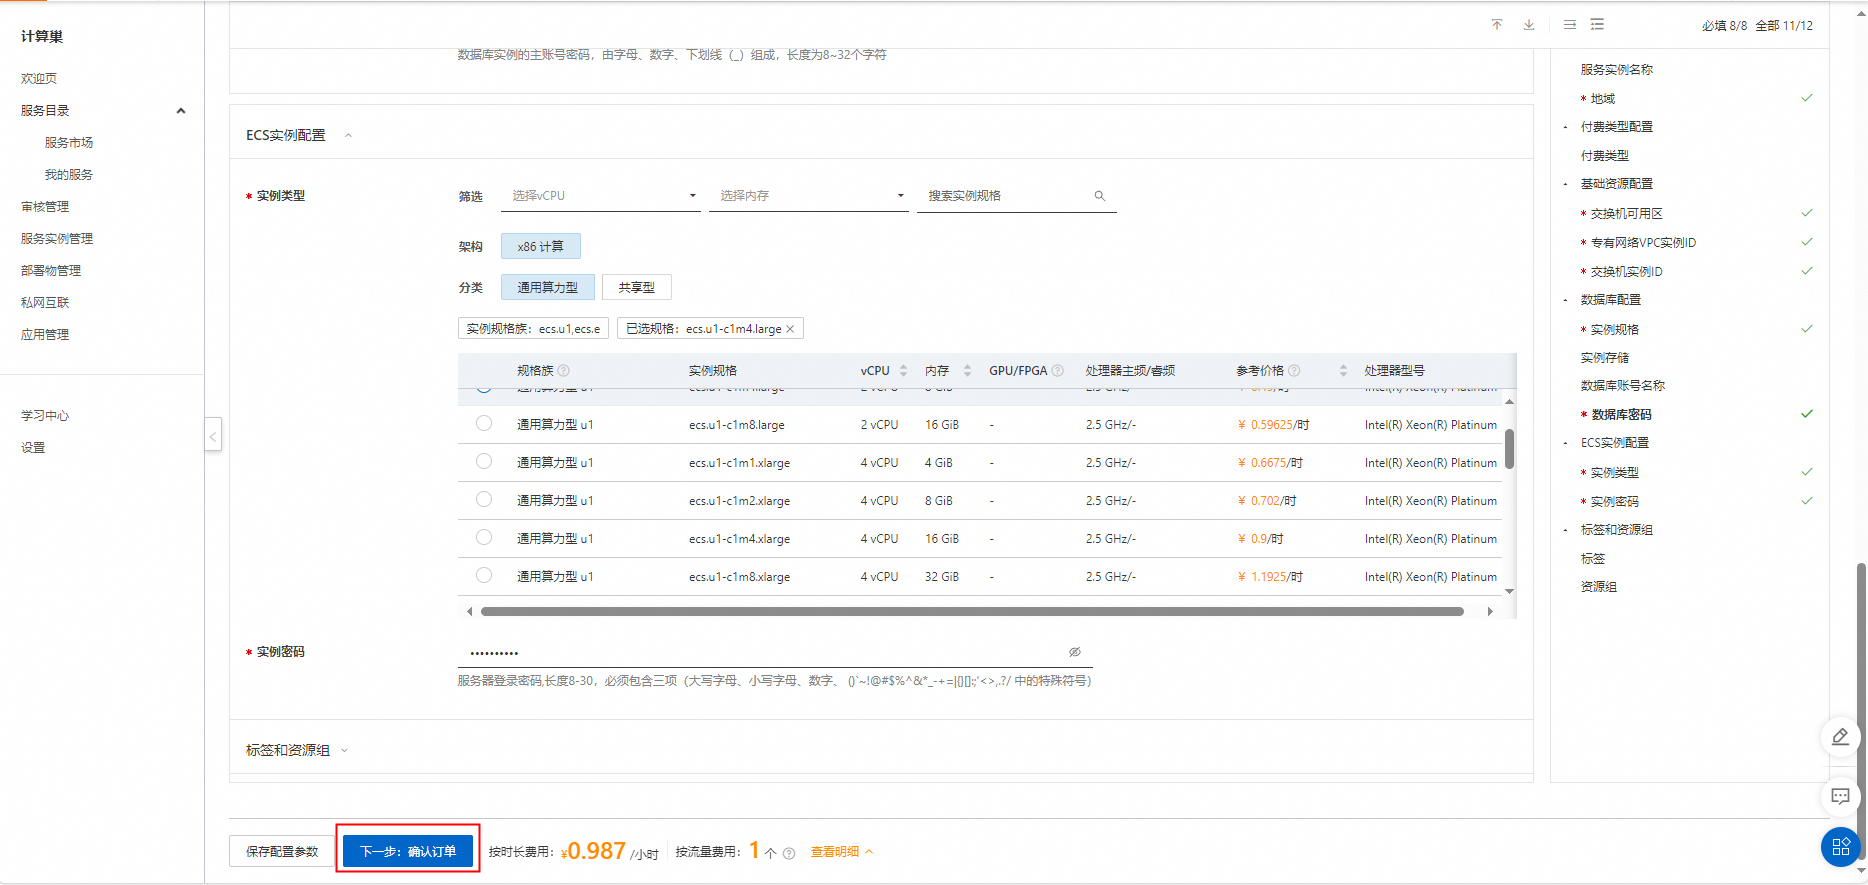 计算巢
欢迎页
服务目录
服务市场
我的服务
审核管理
服务实例管理
部署物管理
私网互联
应用管理
学习中心
设置
必填 8/8 全部 11/12
数据库实例的主账号密码，由字母、数字、下划线（_）组成，长度为8~32个字符
ECS实例配置
* 实例类型
筛选 选择vCPU 选择内存 搜索实例规格
架构 x86 计算
分类 通用算力型 共享型
实例规格族：ecs.u1,ecs.e 已选规格：ecs.u1-c1m4.large ×
规格族 实例规格 vCPU 内存 GPU/FPGA 处理器主频/睿频 参考价格 处理器型号
通用算力型 u1 ecs.u1-c1m4.large 2 vCPU 8 GiB - 2.5 GHz/- Intel(R) Xeon(R) Platinum
通用算力型 u1 ecs.u1-c1m8.large 2 vCPU 16 GiB - 2.5 GHz/- ¥ 0.59625/时 Intel(R) Xeon(R) Platinum
通用算力型 u1 ecs.u1-c1m1.xlarge 4 vCPU 4 GiB - 2.5 GHz/- ¥ 0.6675/时 Intel(R) Xeon(R) Platinum
通用算力型 u1 ecs.u1-c1m2.xlarge 4 vCPU 8 GiB - 2.5 GHz/- ¥ 0.702/时 Intel(R) Xeon(R) Platinum
通用算力型 u1 ecs.u1-c1m4.xlarge 4 vCPU 16 GiB - 2.5 GHz/- ¥ 0.9/时 Intel(R) Xeon(R) Platinum
通用算力型 u1 ecs.u1-c1m8.xlarge 4 vCPU 32 GiB - 2.5 GHz/- ¥ 1.1925/时 Intel(R) Xeon(R) Platinum
* 实例密码 ••••••••••
服务器登录密码,长度8-30，必须包含三项（大写字母、小写字母、数字、 ()`~!@#$%^&*_-+=|{}[]:;'<>,.?/ 中的特殊符号）
标签和资源组
保存配置参数 下一步：确认订单 按时长费用：¥0.987 /小时 按流量费用：1 个 查看明细
服务实例名称
* 地域
付费类型配置
付费类型
基础资源配置
* 交换机可用区
* 专有网络VPC实例ID
* 交换机实例ID
数据库配置
* 实例规格
实例存储
数据库账号名称
* 数据库密码
ECS实例配置
* 实例类型
* 实例密码
标签和资源组
标签
资源组